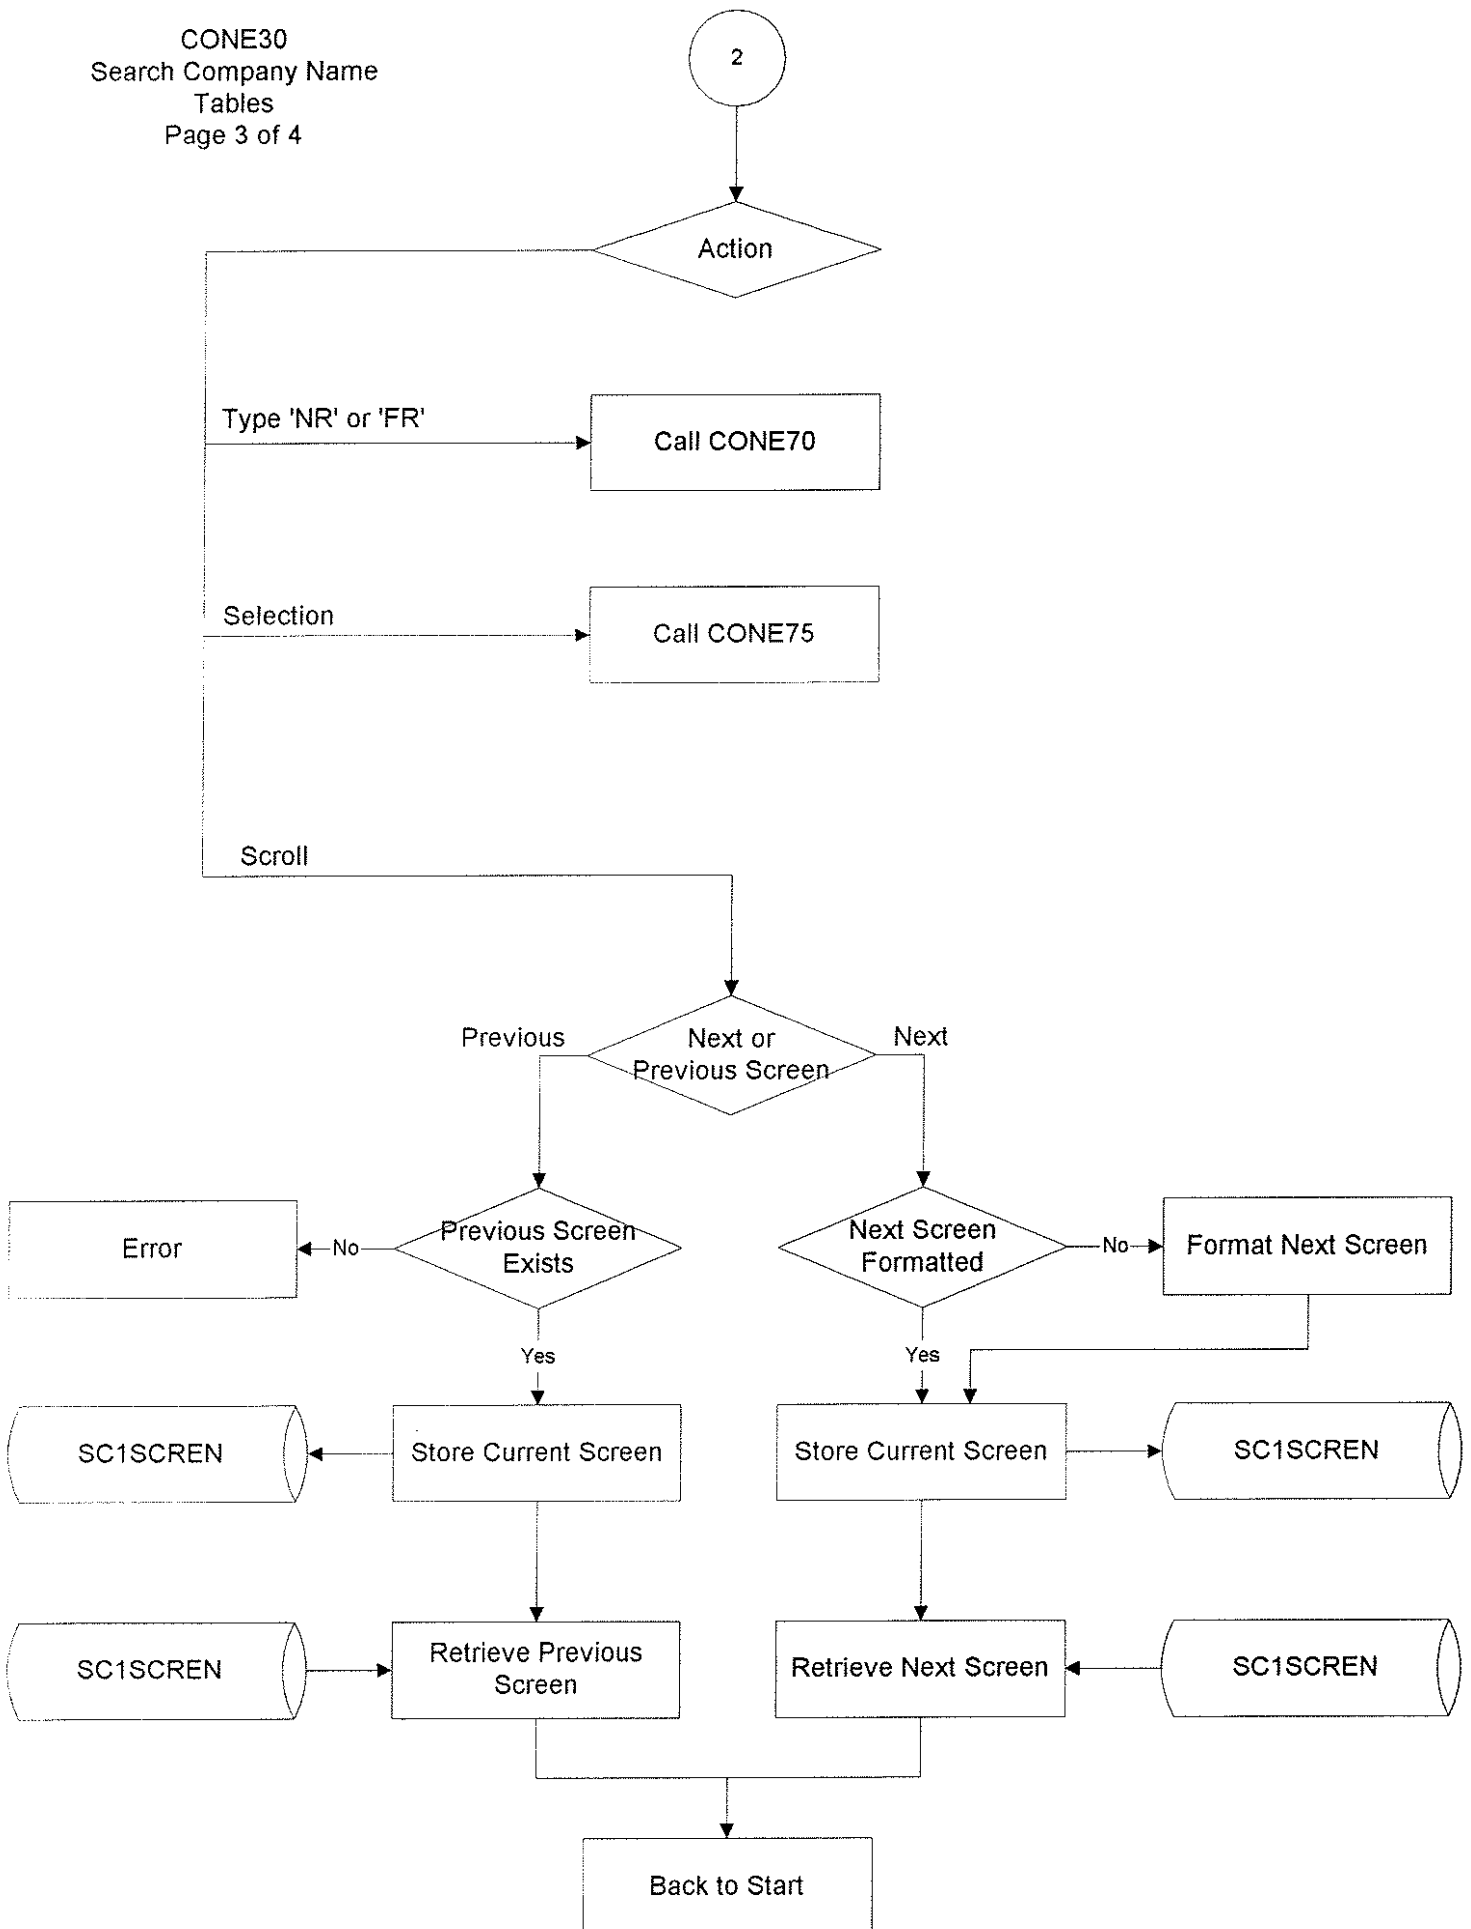 CONE30
Search Company Name
Tables
Page 3 of 4
2
Action
Type 'NR' or 'FR'
Call CONE70
Selection
Call CONE75
Scroll
Previous
Next or
Previous Screen
Next
Error
No
Previous Screen
Exists
Next Screen
Formatted
No
Format Next Screen
Yes
Yes
SC1SCREN
Store Current Screen
Store Current Screen
SC1SCREN
SC1SCREN
Retrieve Previous
Screen
Retrieve Next Screen
SC1SCREN
Back to Start